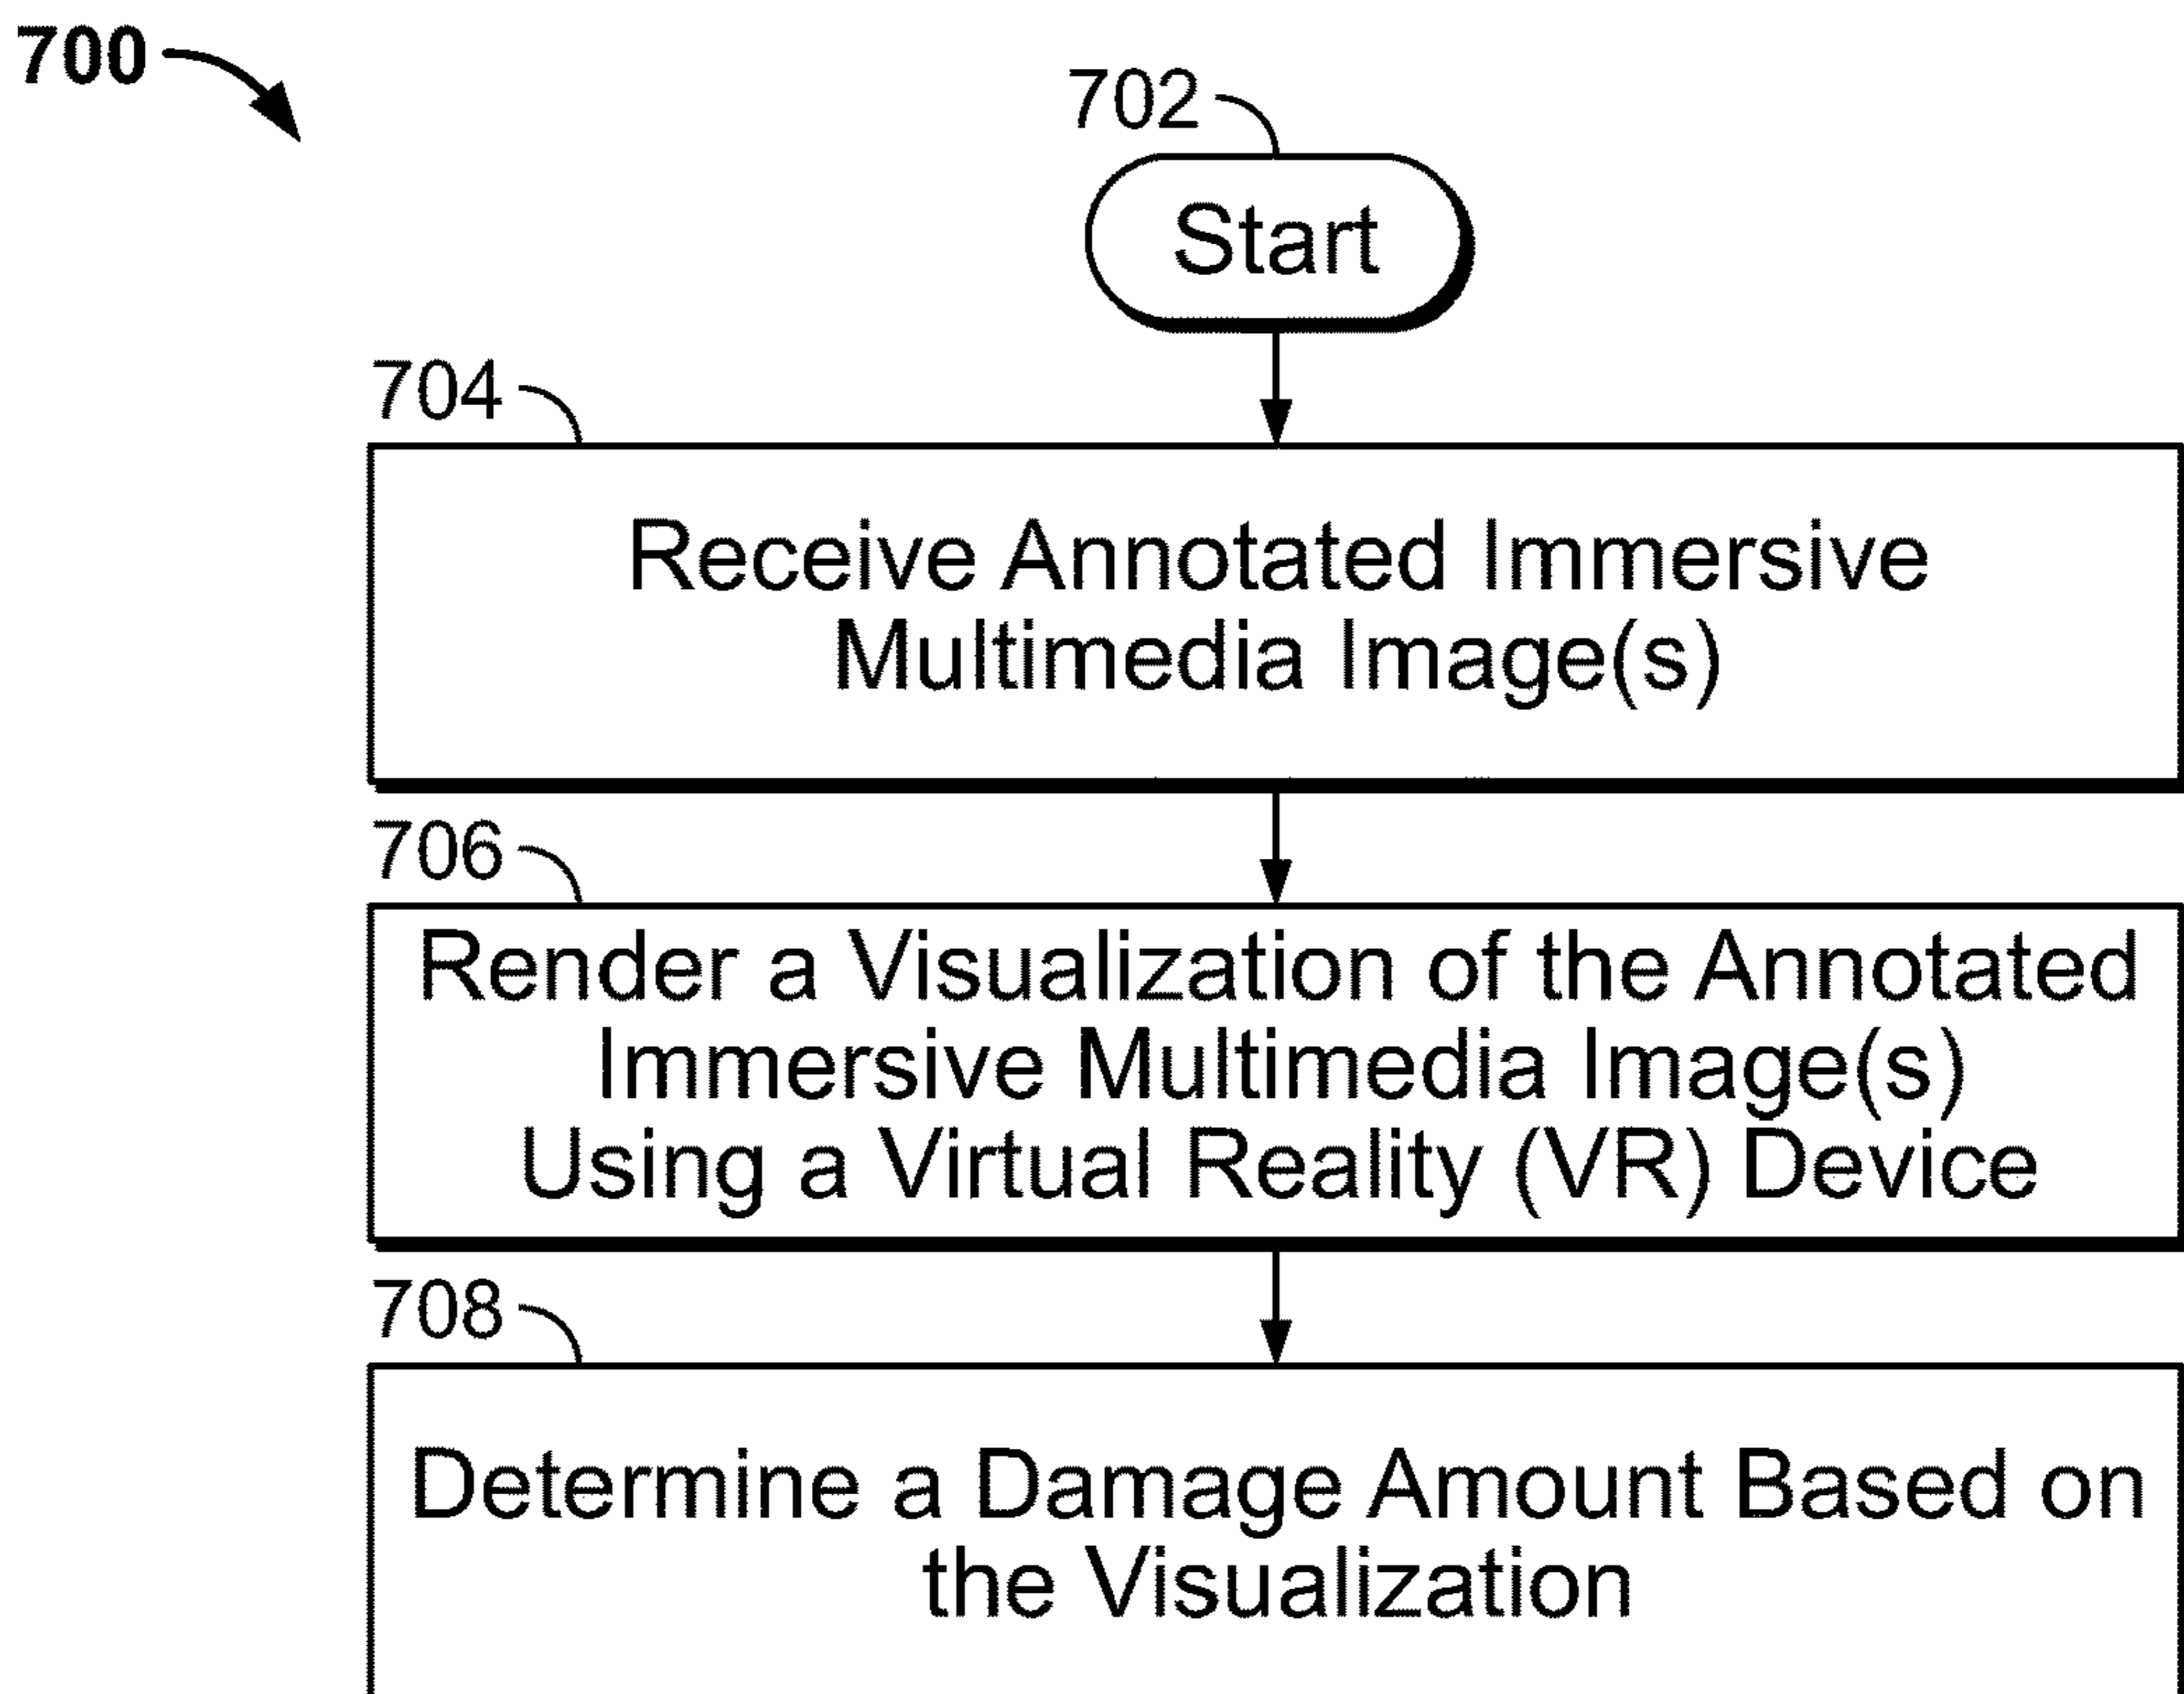 700
702
Start
704
Receive Annotated Immersive
Multimedia Image(s)
706
Render a Visualization of the Annotated
Immersive Multimedia Image(s)
Using a Virtual Reality (VR) Device
708
Determine a Damage Amount Based on
the Visualization